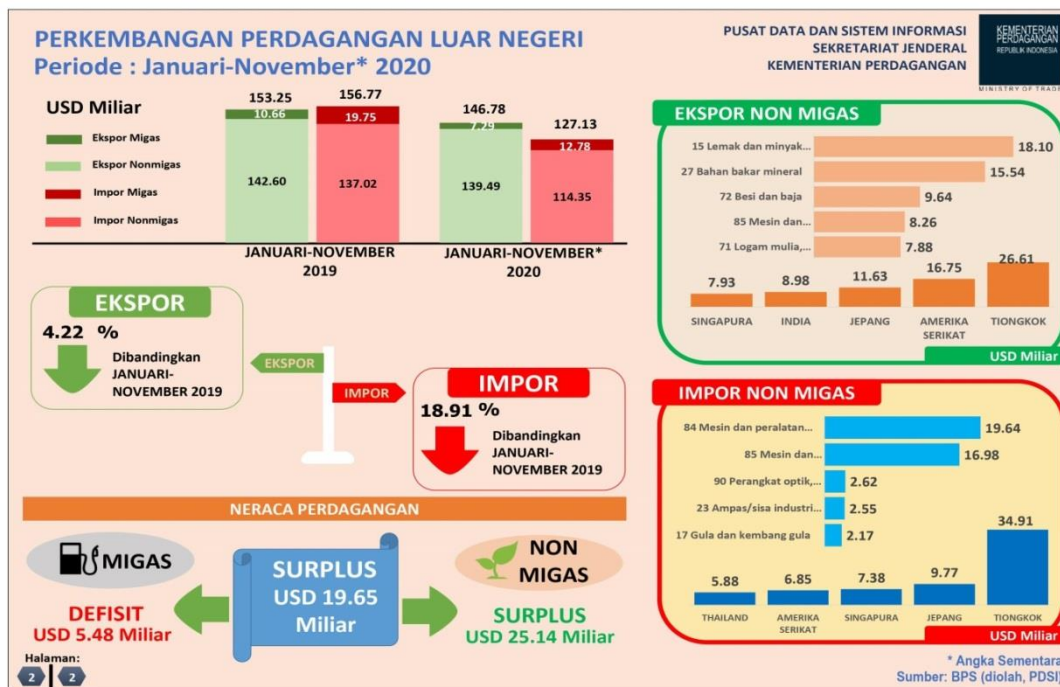 PERKEMBANGAN PERDAGANGAN LUAR NEGERI
Periode : Januari-November* 2020
PUSAT DATA DAN SISTEM INFORMASI
SEKRETARIAT JENDERAL
KEMENTERIAN PERDAGANGAN
KEMENTERIAN
PERDAGANGAN
REPUBLIK INDONESIA
MINISTRY OF TRADE
USD Miliar
Ekspor Migas
Ekspor Nonmigas
Impor Migas
Impor Nonmigas
153.25
10.66
142.60
156.77
19.75
137.02
146.78
7.29
139.49
127.13
12.78
114.35
JANUARI-NOVEMBER
2019
JANUARI-NOVEMBER*
2020
EKSPOR
4.22 %
Dibandingkan
JANUARI-
NOVEMBER 2019
EKSPOR
IMPOR
IMPOR
18.91 %
Dibandingkan
JANUARI-
NOVEMBER 2019
NERACA PERDAGANGAN
MIGAS
DEFISIT
USD 5.48 Miliar
SURPLUS
USD 19.65
Miliar
NON
MIGAS
SURPLUS
USD 25.14 Miliar
Halaman:
2 2
EKSPOR NON MIGAS
15 Lemak dan minyak... 18.10
27 Bahan bakar mineral 15.54
72 Besi dan baja 9.64
85 Mesin dan... 8.26
71 Logam mulia,... 7.88
7.93 8.98 11.63 16.75 26.61
SINGAPURA INDIA JEPANG AMERIKA SERIKAT TIONGKOK
USD Miliar
IMPOR NON MIGAS
84 Mesin dan peralatan... 19.64
85 Mesin dan... 16.98
90 Perangkat optik,... 2.62
23 Ampas/sisa industri... 2.55
17 Gula dan kembang gula 2.17
5.88 6.85 7.38 9.77 34.91
THAILAND AMERIKA SERIKAT SINGAPURA JEPANG TIONGKOK
USD Miliar
* Angka Sementara
Sumber: BPS (diolah, PDSI)